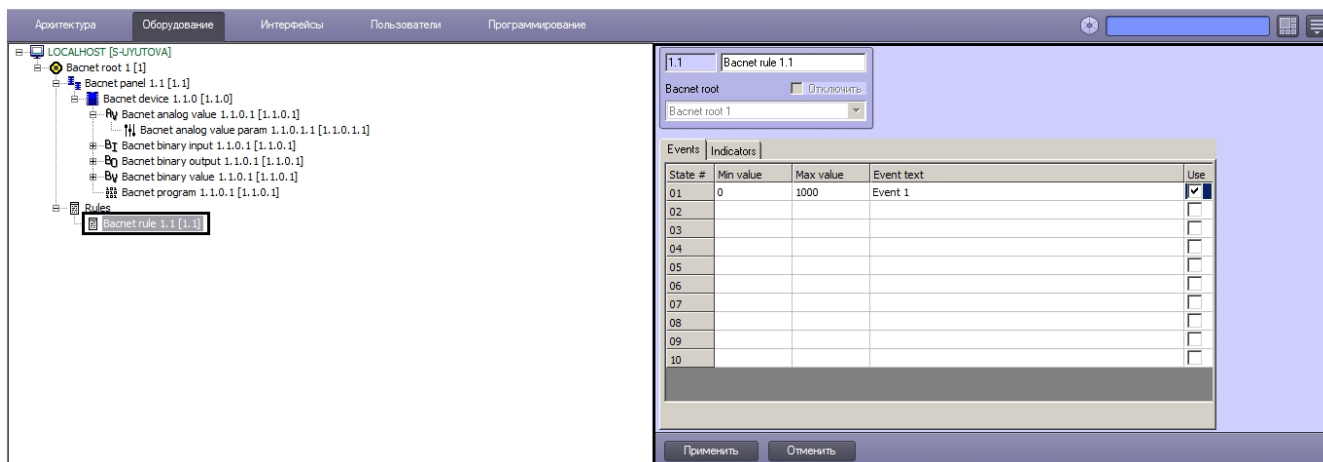 Архитектура Оборудование Интерфейсы Пользователи Программирование
LOCALHOST [S-UYUTOVA]
Bacnet root 1 [1]
Bacnet panel 1.1 [1.1]
Bacnet device 1.1.0 [1.1.0]
Bacnet analog value 1.1.0.1 [1.1.0.1]
Bacnet analog value param 1.1.0.1.1 [1.1.0.1.1]
Bacnet binary input 1.1.0.1 [1.1.0.1]
Bacnet binary output 1.1.0.1 [1.1.0.1]
Bacnet binary value 1.1.0.1 [1.1.0.1]
Bacnet program 1.1.0.1 [1.1.0.1]
Rules
Bacnet rule 1.1 [1.1]
1.1 Bacnet rule 1.1
Bacnet root Отключить
Bacnet root 1
Events Indicators
State # Min value Max value Event text Use
01 0 1000 Event 1
02
03
04
05
06
07
08
09
10
Применить Отменить